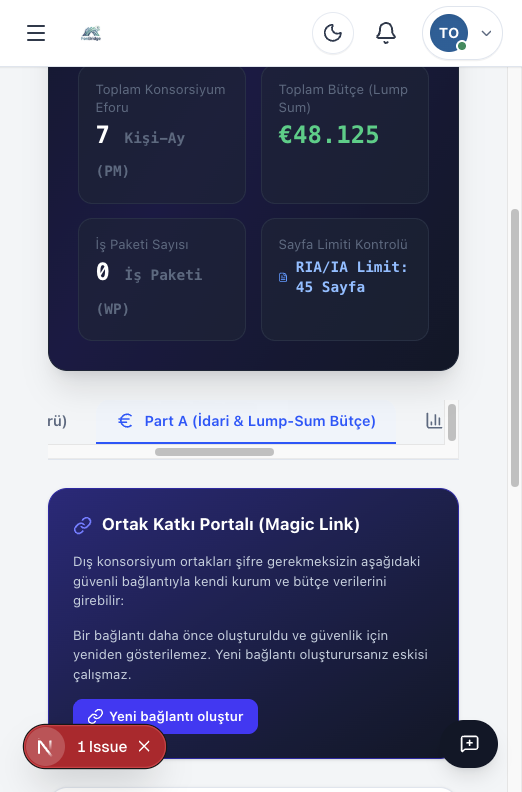 TO
Toplam Konsorsiyum
Eforu
7 Kişi-Ay
(PM)
Toplam Bütçe (Lump
Sum)
€48.125
İş Paketi Sayısı
0 İş Paketi
(WP)
Sayfa Limiti Kontrolü
RIA/IA Limit:
45 Sayfa
rü)
Part A (İdari & Lump-Sum Bütçe)
Ortak Katkı Portalı (Magic Link)
Dış konsorsiyum ortakları şifre gerekmeksizin aşağıdaki
güvenli bağlantıyla kendi kurum ve bütçe verilerini
girebilir:
Bir bağlantı daha önce oluşturuldu ve güvenlik için
yeniden gösterilemez. Yeni bağlantı oluşturursanız eskisi
çalışmaz.
Yeni bağlantı oluştur
N 1 Issue